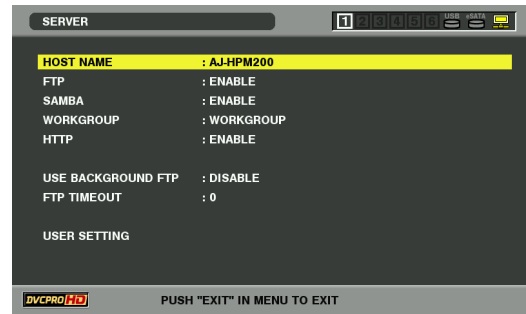 SERVER
1 2 3 4 5 6 USB eSATA
HOST NAME : AJ-HPM200
FTP : ENABLE
SAMBA : ENABLE
WORKGROUP : WORKGROUP
HTTP : ENABLE
USE BACKGROUND FTP : DISABLE
FTP TIMEOUT : 0
USER SETTING
DVCPRO HD PUSH "EXIT" IN MENU TO EXIT